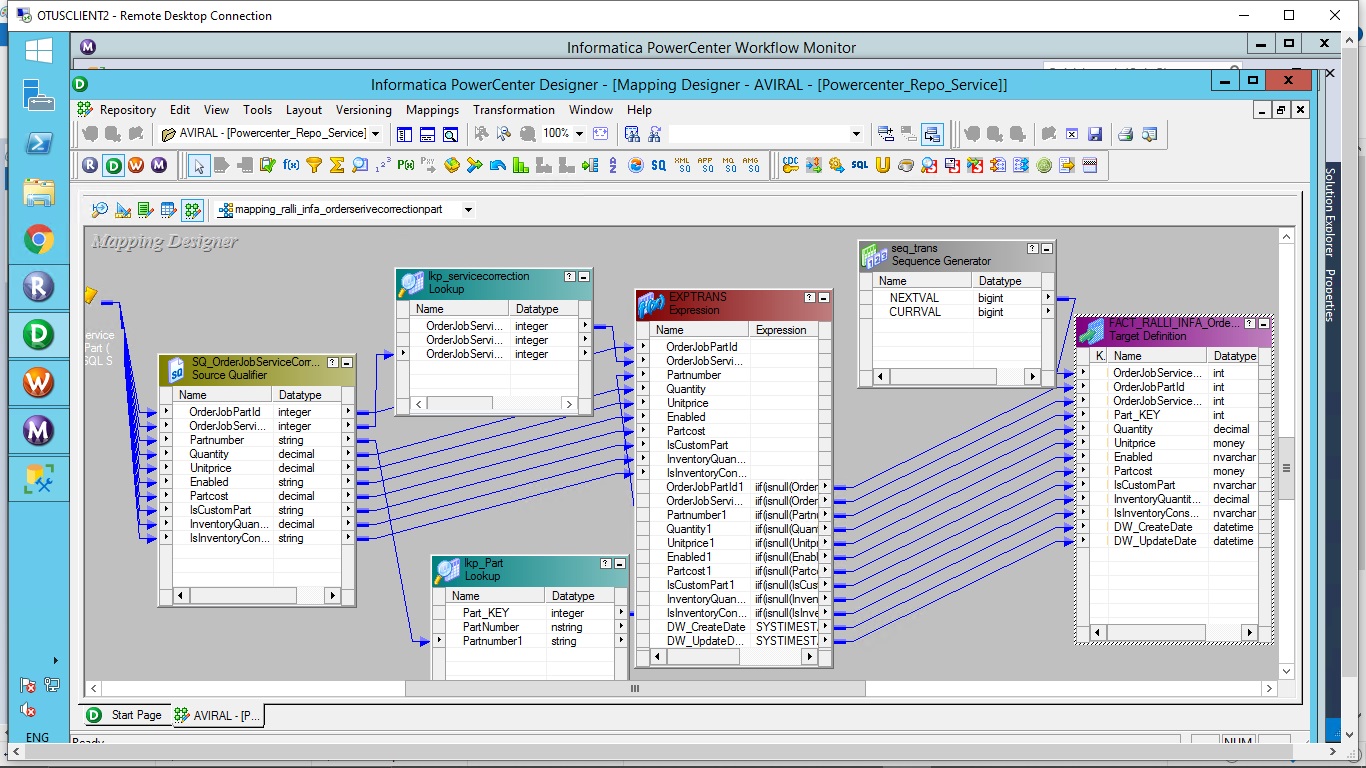 OTUSCLIENT2 - Remote Desktop Connection
Informatica PowerCenter Workflow Monitor
Informatica PowerCenter Designer - [Mapping Designer - AVIRAL - [Powercenter_Repo_Service]]
Repository Edit View Tools Layout Versioning Mappings Transformation Window Help
AVIRAL - [Powercenter_Repo_Service] 100%
mapping_ralli_infa_orderserivecorrectionpart
Mapping Designer
ervice
Part (
SQL S
SQ_OrderJobServiceCorr...
Source Qualifier
Name Datatype
OrderJobPartId integer
OrderJobServi... integer
Partnumber string
Quantity decimal
Unitprice decimal
Enabled string
Partcost decimal
IsCustomPart string
InventoryQuan... decimal
IsInventoryCon... string
lkp_servicecorrection
Lookup
Name Datatype
OrderJobServi... integer
OrderJobServi... integer
OrderJobServi... integer
lkp_Part
Lookup
Name Datatype
Part_KEY integer
PartNumber nstring
Partnumber1 string
EXPTRANS
Expression
Name Expression
OrderJobPartId
OrderJobServi...
Partnumber
Quantity
Unitprice
Enabled
Partcost
IsCustomPart
InventoryQuan...
IsInventoryCon...
OrderJobPartId1 iif(isnull(Order
OrderJobServi... iif(isnull(Order
Partnumber1 iif(isnull(Partn
Quantity1 iif(isnull(Quan
Unitprice1 iif(isnull(Unitp
Enabled1 iif(isnull(Enabl
Partcost1 iif(isnull(Partc
IsCustomPart1 iif(isnull(IsCus
InventoryQuan... iif(isnull(Inven
IsInventoryCon... iif(isnull(IsInve
DW_CreateDate SYSTIMEST.
DW_UpdateD... SYSTIMEST.
seq_trans
Sequence Generator
Name Datatype
NEXTVAL bigint
CURRVAL bigint
FACT_RALLI_INFA_Orde...
Target Definition
K. Name Datatype
OrderJobService... int
OrderJobPartId int
OrderJobService... int
Part_KEY int
Quantity decimal
Unitprice money
Enabled nvarchar
Partcost money
IsCustomPart nvarchar
InventoryQuantit... decimal
IsInventoryCons... nvarchar
DW_CreateDate datetime
DW_UpdateDate datetime
Solution Explorer
Properties
Start Page AVIRAL - [P...
Ready NUM
ENG